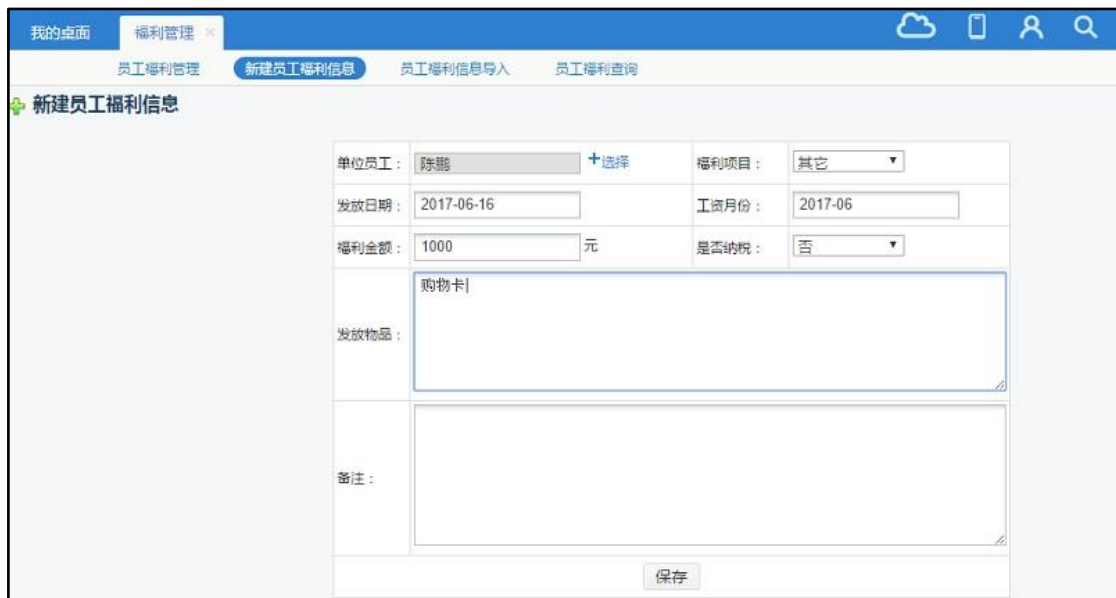 我的桌面 福利管理 ×
员工福利管理 新建员工福利信息 员工福利信息导入 员工福利查询
新建员工福利信息
单位员工： 陈鹏 +选择 福利项目： 其它
发放日期： 2017-06-16 工资月份： 2017-06
福利金额： 1000 元 是否纳税： 否
发放物品： 购物卡
备注：
保存